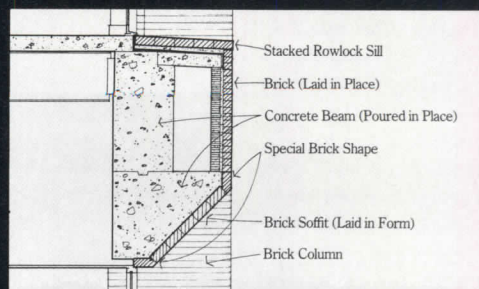 Stacked Rowlock Sill
Brick (Laid in Place)
Concrete Beam (Poured in Place)
Special Brick Shape
Brick Soffit (Laid in Form)
Brick Column